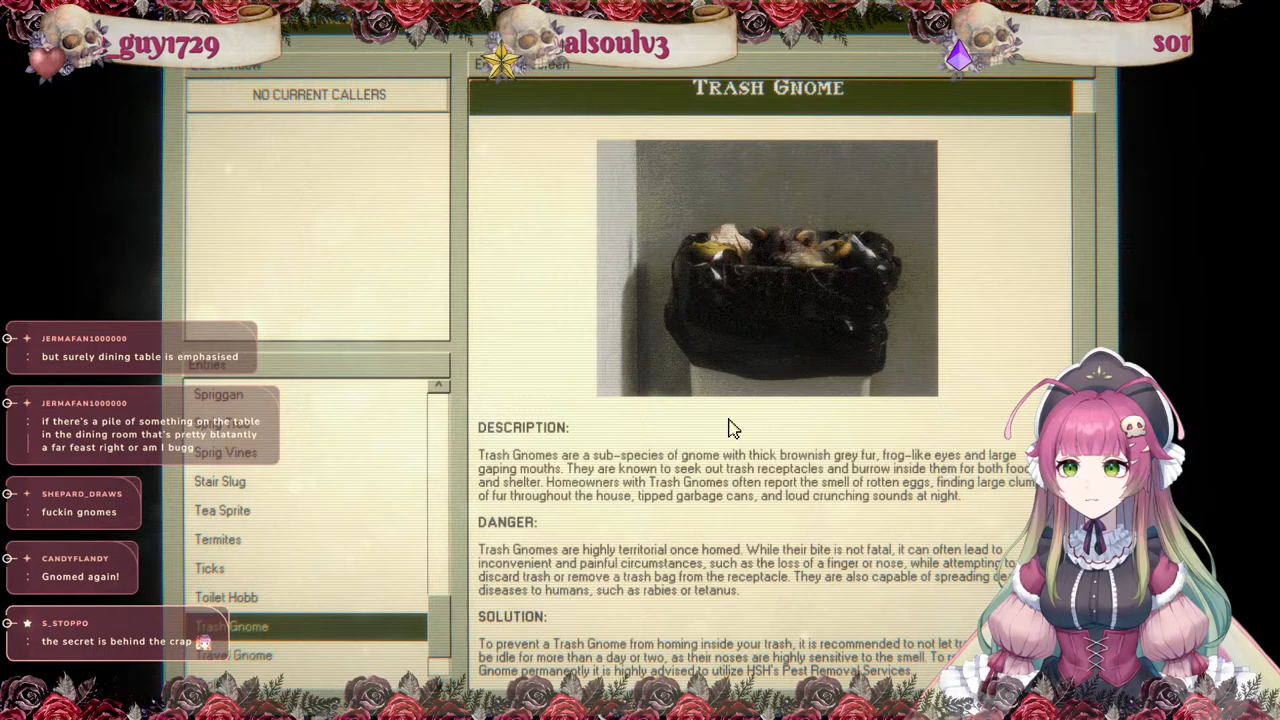 _guy1729
alsoulv3
sor
NO CURRENT CALLERS
TRASH GNOME
Entries
Spriggan
Sprig Vines
Stair Slug
Tea Sprite
Termites
Ticks
Toilet Hobb
Trash Gnome
Travel Gnome
DESCRIPTION:
Trash Gnomes are a sub-species of gnome with thick brownish grey fur, frog-like eyes and large
gaping mouths. They are known to seek out trash receptacles and burrow inside them for both food
and shelter. Homeowners with Trash Gnomes often report the smell of rotten eggs, finding large clum
of fur throughout the house, tipped garbage cans, and loud crunching sounds at night.
DANGER:
Trash Gnomes are highly territorial once homed. While their bite is not fatal, it can often lead to
inconvenient and painful circumstances, such as the loss of a finger or nose, while attempting to
discard trash or remove a trash bag from the receptacle. They are also capable of spreading de
diseases to humans, such as rabies or tetanus.
SOLUTION:
To prevent a Trash Gnome from homing inside your trash, it is recommended to not let tr
be idle for more than a day or two, as their noses are highly sensitive to the smell. To r
Gnome permanently it is highly advised to utilize HSH's Pest Removal Services.
JERMAFAN1000000
but surely dining table is emphasised
JERMAFAN1000000
if there's a pile of something on the table
in the dining room that's pretty blatantly
a far feast right or am I bugg
SHEPARD_DRAWS
fuckin gnomes
CANDYFLANDY
Gnomed again!
S_STOPPO
the secret is behind the crap